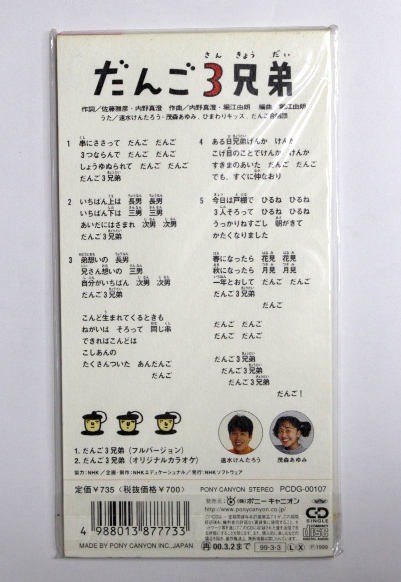 だんご3兄弟
さん きょう だい
作詞／佐藤雅彦・内野真澄 作曲／内野真澄・堀江由朗 編曲 堀江由朗
うた／速水けんたろう・茂森あゆみ、ひまわりキッズ、だんご合唱団
1 串にささって だんご だんご
3つならんで だんご だんご
しょうゆぬられて だんご だんご
だんご3兄弟
2 いちばん上は 長男 長男
いちばん下は 三男 三男
あいだにはさまれ 次男 次男
だんご3兄弟
3 弟想いの 長男
兄さん想いの 三男
自分がいちばん 次男 次男
だんご3兄弟
こんど生まれてくるときも
ねがいは そろって 同じ串
できればこんどは
こしあんの
たくさんついた あんだんご
だんご
4 ある日兄弟げんか けんか
こげ目のことでけんか けんか
すきまのあいた だんご だんご
でも、すぐに仲なおり
5 今日は戸棚で ひるね ひるね
3人そろって ひるね ひるね
うっかりねすごし 朝がきて
かたくなりました
春になったら 花見 花見
秋になったら 月見 月見
一年とおして だんご だんご
だんご3兄弟
だんご
だんご だんご
だんご だんご
だんご3兄弟
だんご3兄弟
だんご3兄弟
だんご！
速水けんたろう 茂森あゆみ
1. だんご3兄弟 (フルバージョン)
2. だんご3兄弟 (オリジナルカラオケ)
協力：NHK／企画・制作：NHKエデュケーショナル／発行：NHKソフトウェア
定価￥735 (税抜価格￥700)
PONY CANYON STEREO PCDG-00107
発売元： (株)ポニーキャニオン
http://www.ponycanyon.co.jp
4 988013 877733
MADE BY PONY CANYON INC. JAPAN
再 00.3.2まで
99・3・3 L X
CD SINGLE
COMPACT disc DIGITAL AUDIO
Ⓟ1999